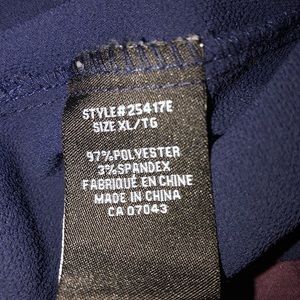 STYLE#25417E
SIZE XL/TG
97%POLYESTER
3%SPANDEX
FABRIQUÉ EN CHINE
MADE IN CHINA
CA 07043